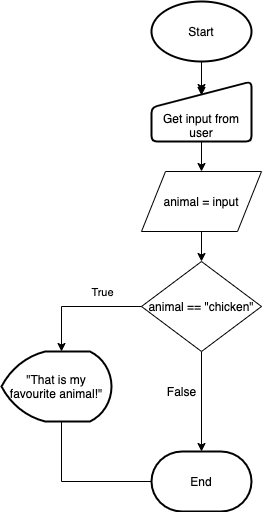 Start
Get input from
user
animal = input
animal == "chicken"
True
False
"That is my
favourite animal!"
End